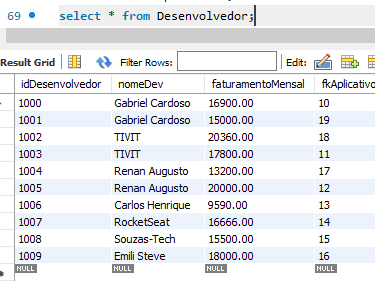 69 select * from Desenvolvedor;
Result Grid Filter Rows: Edit:
idDesenvolvedor nomeDev faturamentoMensal fkAplicativo
1000 Gabriel Cardoso 16900.00 10
1001 Gabriel Cardoso 15000.00 19
1002 TIVIT 20360.00 18
1003 TIVIT 17800.00 11
1004 Renan Augusto 13200.00 17
1005 Renan Augusto 20000.00 12
1006 Carlos Henrique 9590.00 13
1007 RocketSeat 16666.00 14
1008 Souzas-Tech 15500.00 15
1009 Emili Steve 18000.00 16
NULL NULL NULL NULL